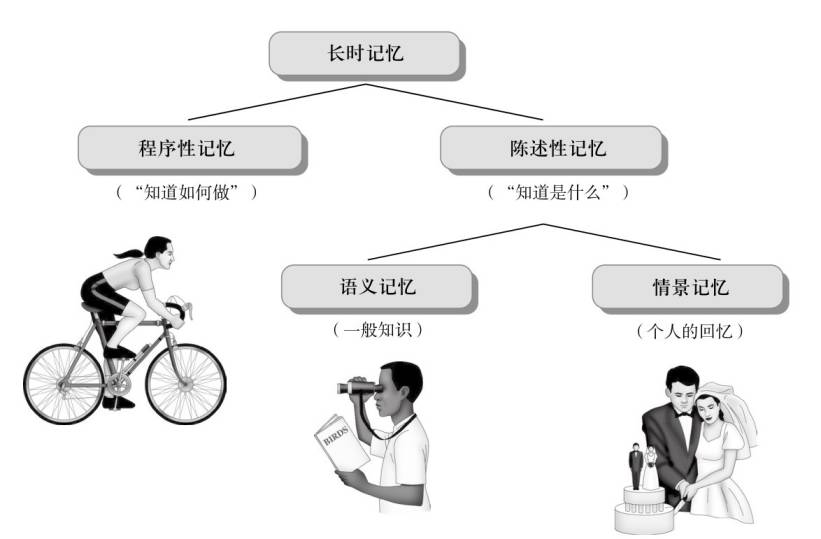 长时记忆
程序性记忆
陈述性记忆
（“知道如何做”）
（“知道是什么”）
语义记忆
情景记忆
（一般知识）
（个人的回忆）
BIRDS